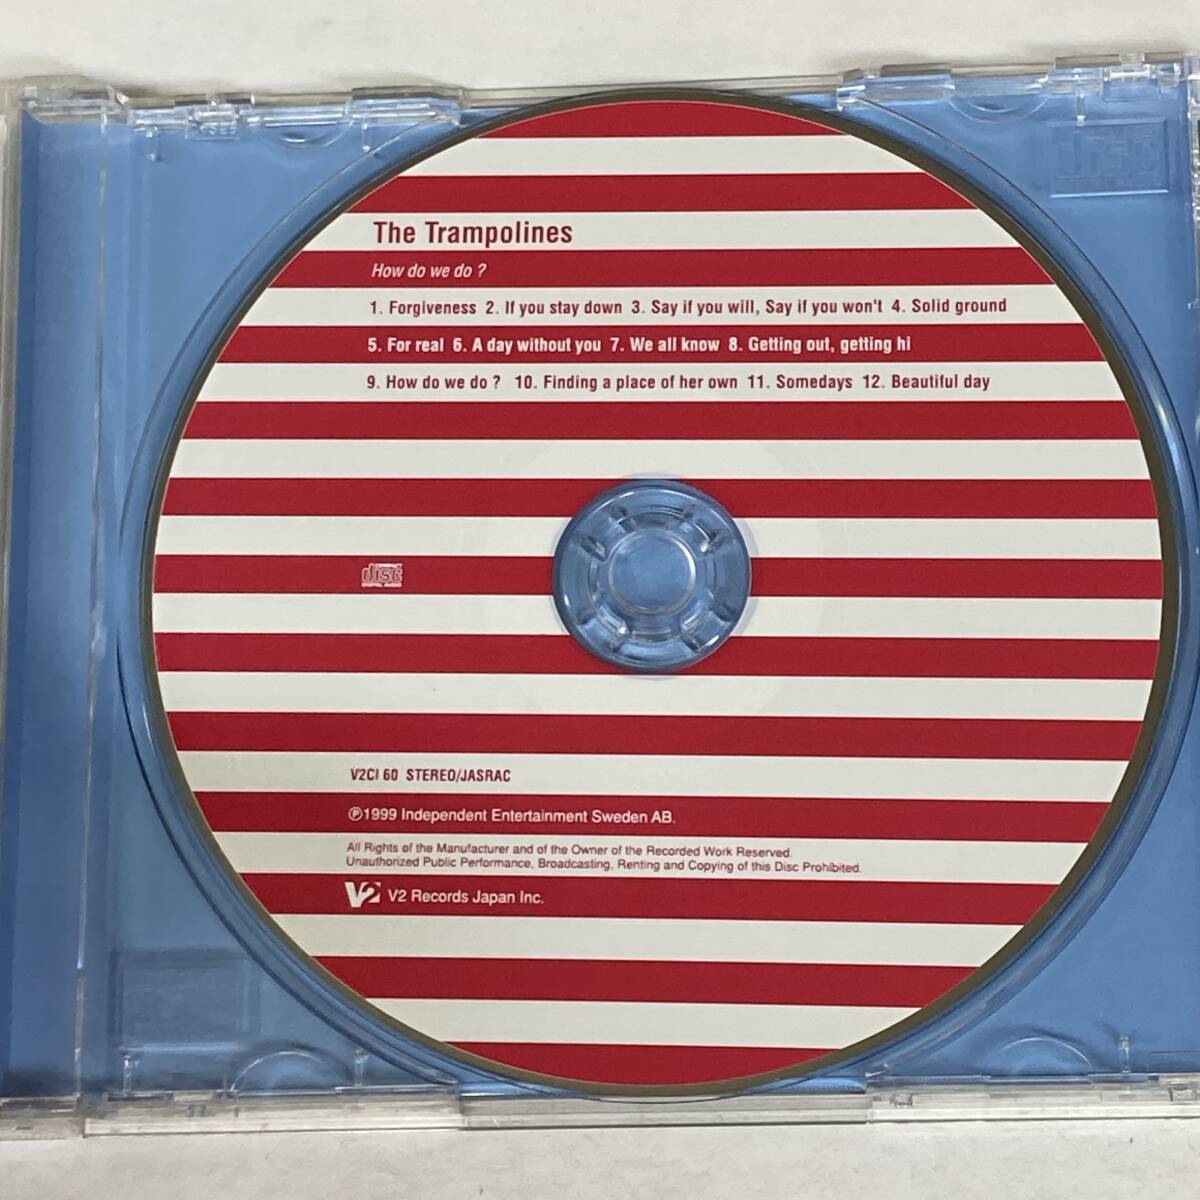 The Trampolines
How do we do ?
1. Forgiveness 2. If you stay down 3. Say if you will, Say if you won't 4. Solid ground
5. For real 6. A day without you 7. We all know 8. Getting out, getting hi
9. How do we do ? 10. Finding a place of her own 11. Somedays 12. Beautiful day
COMPACT
disc
DIGITAL AUDIO
V2CI 60 STEREO/JASRAC
℗1999 Independent Entertainment Sweden AB.
All Rights of the Manufacturer and of the Owner of the Recorded Work Reserved.
Unauthorized Public Performance, Broadcasting, Renting and Copying of this Disc Prohibited.
V2 V2 Records Japan Inc.